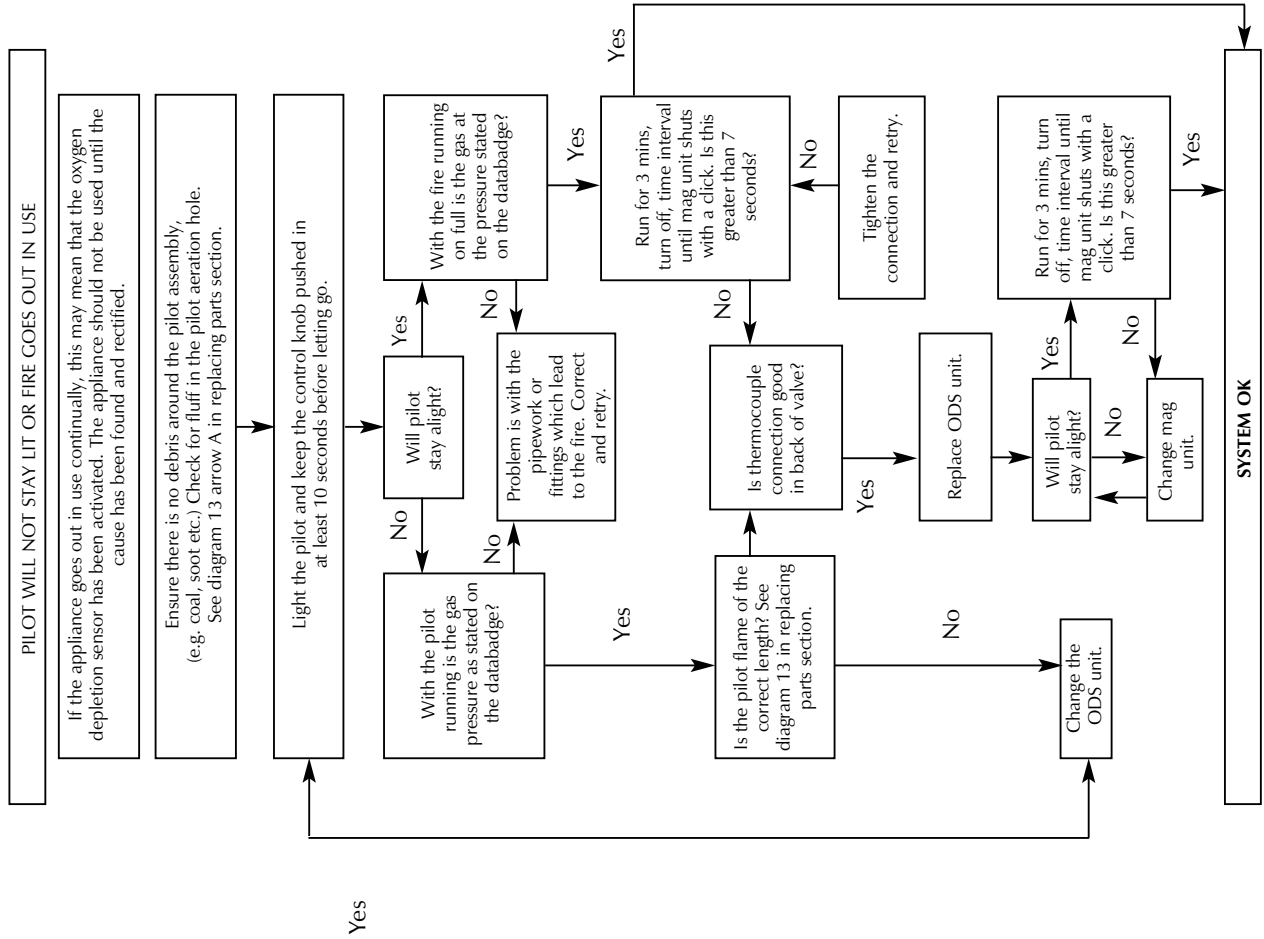 PILOT WILL NOT STAY LIT OR FIRE GOES OUT IN USE
If the appliance goes out in use continually, this may mean that the oxygen
depletion sensor has been activated. The appliance should not be used until the
cause has been found and rectified.
Ensure there is no debris around the pilot assembly,
(e.g. coal, soot etc.) Check for fluff in the pilot aeration hole.
See diagram 13 arrow A in replacing parts section.
Light the pilot and keep the control knob pushed in
at least 10 seconds before letting go.
Will pilot
stay alight?
No
Yes
With the pilot
running is the gas
pressure as stated on
the databadge?
No
Yes
Problem is with the
pipework or
fittings which lead
to the fire. Correct
and retry.
With the fire running
on full is the gas at
the pressure stated
on the databadge?
No
Yes
Is the pilot flame of the
correct length? See
diagram 13 in replacing
parts section.
No
Is thermocouple
connection good
in back of valve?
Yes
Run for 3 mins,
turn off, time interval
until mag unit shuts
with a click. Is this
greater than 7
seconds?
No
Yes
Tighten the
connection and retry.
No
Replace ODS unit.
Change the
ODS unit.
Yes
Will pilot
stay alight?
Yes
No
Change mag
unit.
Run for 3 mins, turn
off, time interval until
mag unit shuts with a
click. Is this greater
than 7 seconds?
No
Yes
SYSTEM OK